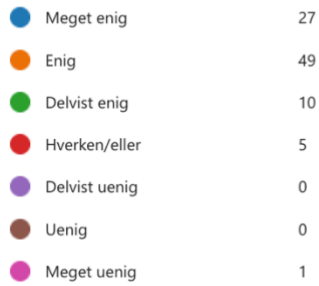 Meget enig 27
Enig 49
Delvist enig 10
Hverken/eller 5
Delvist uenig 0
Uenig 0
Meget uenig 1